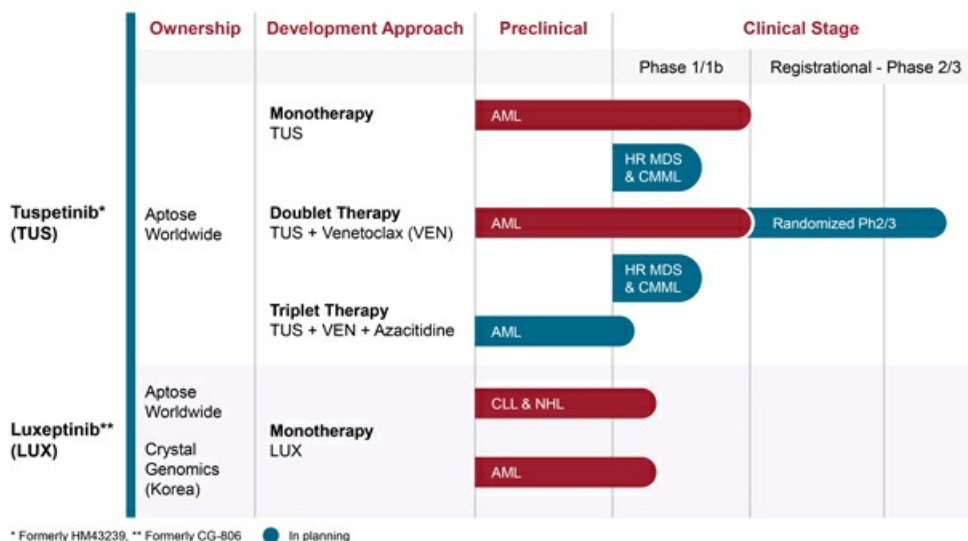 Ownership
Development Approach
Preclinical
Clinical Stage
Phase 1/1b
Registrational - Phase 2/3
Tuspetinib*
(TUS)
Aptose
Worldwide
Monotherapy
TUS
AML
HR MDS
& CMML
Doublet Therapy
TUS + Venetoclax (VEN)
AML
Randomized Ph2/3
HR MDS
& CMML
Triplet Therapy
TUS + VEN + Azacitidine
AML
Luxeptinib**
(LUX)
Aptose
Worldwide
Crystal
Genomics
(Korea)
Monotherapy
LUX
CLL & NHL
AML
* Formerly HM43239, ** Formerly CG-806
In planning